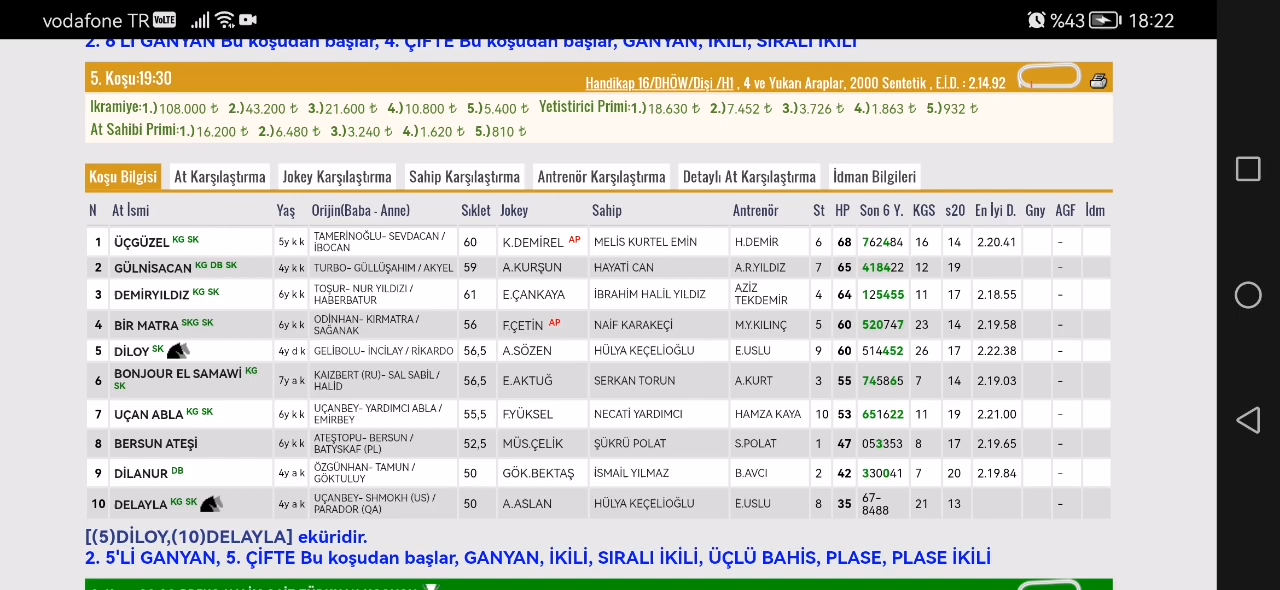 vodafone TR VoLTE %43 18:22
2. 6'LI GANYAN Bu koşudan başlar, 4. ÇİFTE Bu koşudan başlar, GANYAN, İKİLİ, SIRALI İKİLİ
5. Koşu:19:30 Handikap 16/DHÖW/Dişi /H1 , 4 ve Yukarı Araplar, 2000 Sentetik , E.İ.D. : 2.14.92
Ikramiye:1.)108.000 ₺ 2.)43.200 ₺ 3.)21.600 ₺ 4.)10.800 ₺ 5.)5.400 ₺ Yetistirici Primi:1.)18.630 ₺ 2.)7.452 ₺ 3.)3.726 ₺ 4.)1.863 ₺ 5.)932 ₺
At Sahibi Primi:1.)16.200 ₺ 2.)6.480 ₺ 3.)3.240 ₺ 4.)1.620 ₺ 5.)810 ₺
Koşu Bilgisi At Karşılaştırma Jokey Karşılaştırma Sahip Karşılaştırma Antrenör Karşılaştırma Detaylı At Karşılaştırma İdman Bilgileri
N At İsmi Yaş Orijin(Baba - Anne) Sıklet Jokey Sahip Antrenör St HP Son 6 Y. KGS s20 En İyi D. Gny AGF İdm
1 ÜÇGÜZEL KG SK 5y k k TAMERİNOĞLU- SEVDACAN / İBOCAN 60 K.DEMİREL AP MELİS KURTEL EMİN H.DEMİR 6 68 762484 16 14 2.20.41 -
2 GÜLNİSACAN KG DB SK 4y k k TURBO- GÜLLÜŞAHIM / AKYEL 59 A.KURŞUN HAYATİ CAN A.R.YILDIZ 7 65 418422 12 19 -
3 DEMİRYILDIZ KG SK 6y k k TOŞUR- NUR YILDIZI / HABERBATUR 61 E.ÇANKAYA İBRAHİM HALİL YILDIZ AZİZ TEKDEMİR 4 64 125455 11 17 2.18.55 -
4 BİR MATRA SKG SK 6y k k ODİNHAN- KIRMATRA / SAĞANAK 56 F.ÇETİN AP NAİF KARAKEÇİ M.Y.KILINÇ 5 60 520747 23 14 2.19.58 -
5 DİLOY SK 4y d k GELİBOLU- İNCİLAY / RİKARDO 56,5 A.SÖZEN HÜLYA KEÇELİOĞLU E.USLU 9 60 514452 26 17 2.22.38 -
6 BONJOUR EL SAMAWİ KG SK 7y a k KAIZBERT (RU)- SAL SABİL / HALİD 56,5 E.AKTUĞ SERKAN TORUN A.KURT 3 55 745865 7 14 2.19.03 -
7 UÇAN ABLA KG SK 6y k k UÇANBEY- YARDIMCI ABLA / EMİRBEY 55,5 F.YÜKSEL NECATİ YARDIMCI HAMZA KAYA 10 53 651622 11 19 2.21.00 -
8 BERSUN ATEŞİ 6y k k ATEŞTOPU- BERSUN / BATYSKAF (PL) 52,5 MÜS.ÇELİK ŞÜKRÜ POLAT S.POLAT 1 47 053353 8 17 2.19.65 -
9 DİLANUR DB 4y a k ÖZGÜNHAN- TAMUN / GÖKTULUY 50 GÖK.BEKTAŞ İSMAİL YILMAZ B.AVCI 2 42 330041 7 20 2.19.84 -
10 DELAYLA KG SK 4y a k UÇANBEY- SHMOKH (US) / PARADOR (QA) 50 A.ASLAN HÜLYA KEÇELİOĞLU E.USLU 8 35 67-8488 21 13 -
[(5)DİLOY,(10)DELAYLA] eküridir.
2. 5'Lİ GANYAN, 5. ÇİFTE Bu koşudan başlar, GANYAN, İKİLİ, SIRALI İKİLİ, ÜÇLÜ BAHİS, PLASE, PLASE İKİLİ